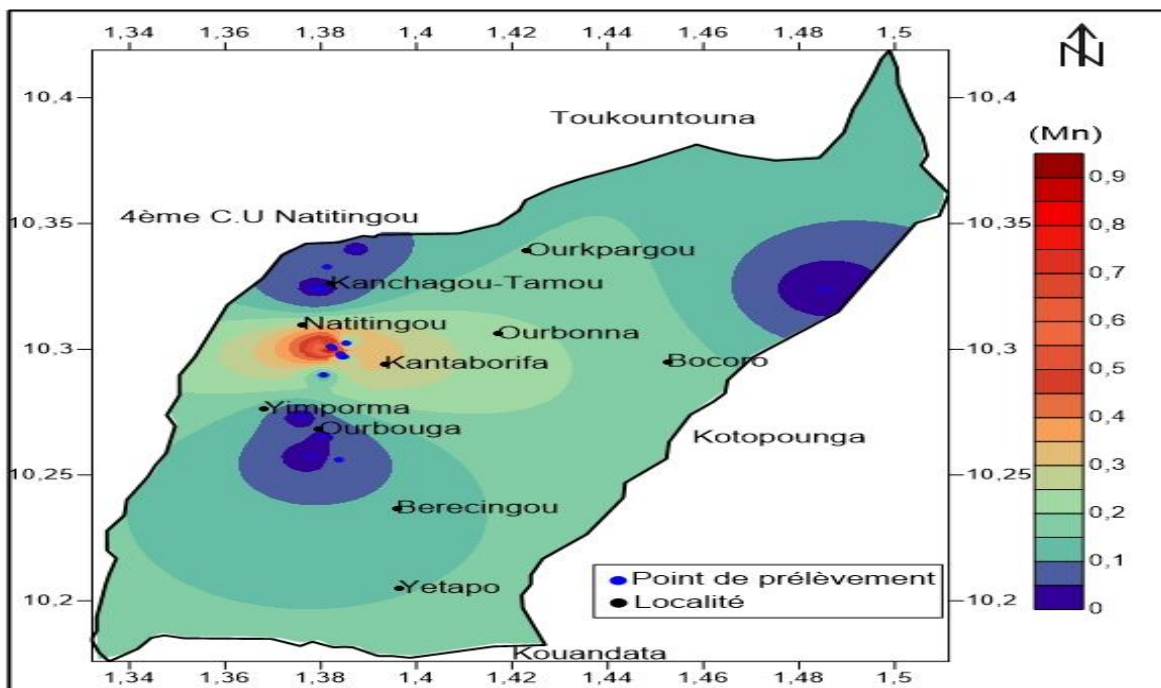 1,34 1,36 1,38 1,4 1,42 1,44 1,46 1,48 1,5
N
10,4 10,4
Toukountouna
(Mn)
0,9
4ème C.U Natitingou
10,35 10,35
0,8
Ourkpargou
0,7
Kanchagou-Tamou
Natitingou
Ourbonna
0,6
10,3 10,3
Kantaborifa
Bocoro
0,5
Yimporma
0,4
Ourbouga
Kotopounga
0,3
10,25 10,25
Berecingou
0,2
Point de prélèvement
0,1
Yetapo
Localité
10,2 10,2
0
Kouandata
1,34 1,36 1,38 1,4 1,42 1,44 1,46 1,48 1,5